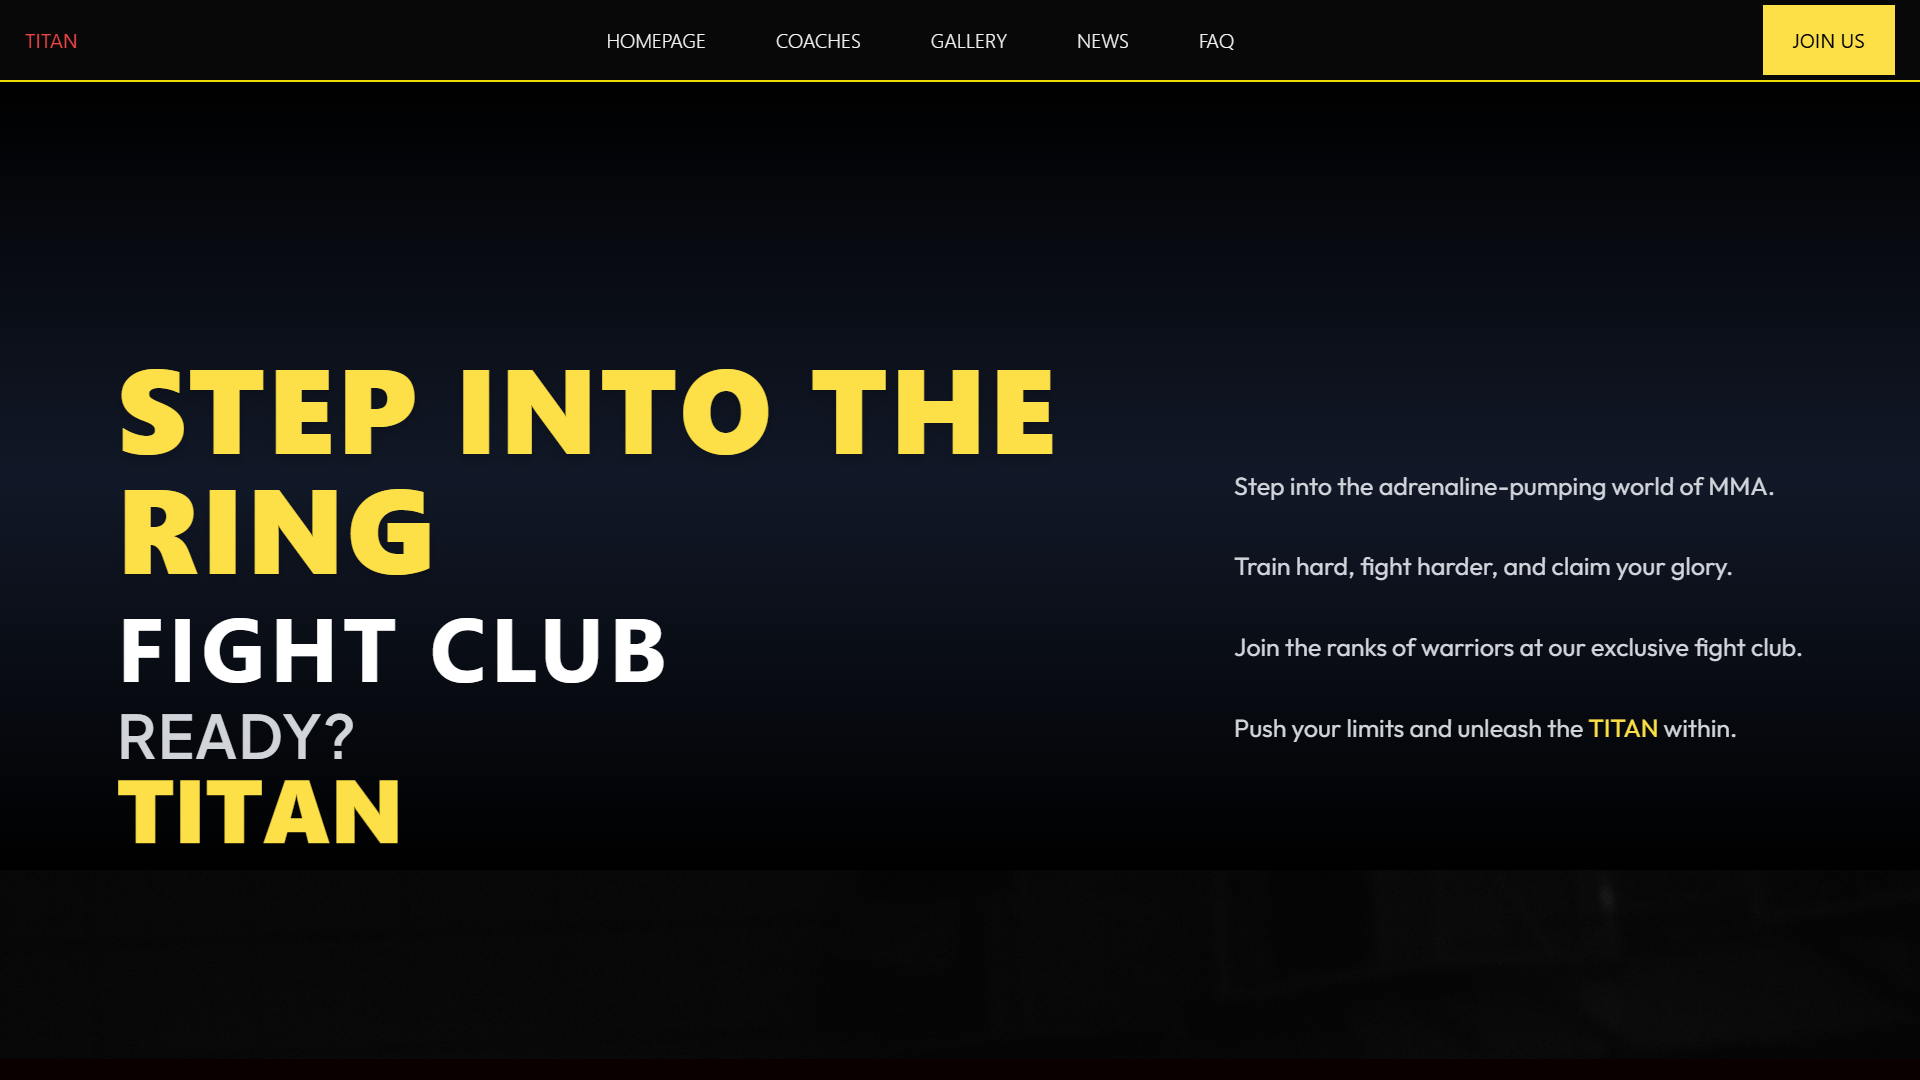 TITAN
HOMEPAGE
COACHES
GALLERY
NEWS
FAQ
JOIN US
STEP INTO THE
RING
FIGHT CLUB
READY?
TITAN
Step into the adrenaline-pumping world of MMA.
Train hard, fight harder, and claim your glory.
Join the ranks of warriors at our exclusive fight club.
Push your limits and unleash the TITAN within.